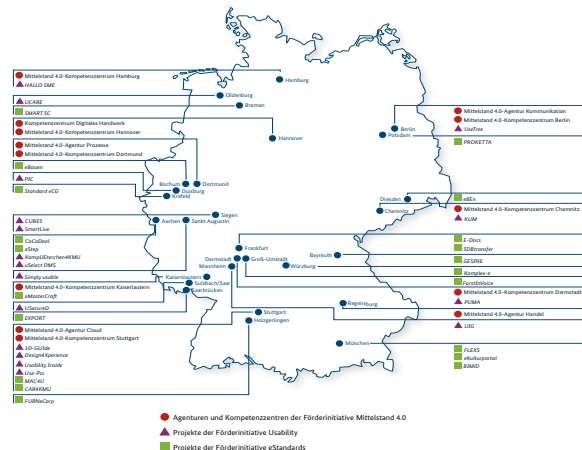 Mittelstand 4.0-Kompetenzzentrum Hamburg
HALLO SME
UCARE
SMART SC
Kompetenzzentrum Digitales Handwerk
Mittelstand 4.0-Kompetenzzentrum Hannover
Mittelstand 4.0-Agentur Prozesse
Mittelstand 4.0-Kompetenzzentrum Dortmund
eBauen
PIC
Standard eCG
CUBES
SmartLive
CoCoDeal
eStep
KompUEterchen4KMU
uSelect DMS
Simply usable
Mittelstand 4.0-Kompetenzzentrum Kaiserlautern
eMasterCraft
USecureD
EXPORT
Mittelstand 4.0-Agentur Cloud
Mittelstand 4.0-Kompetenzzentrum Stuttgart
3D-GUIde
Design4Xperience
Usability Inside
Use-Pis
MAC4U
CAR4KMU
FURNeCorp
Hamburg
Oldenburg
Bremen
Hannover
Berlin
Potsdam
Bochum
Dortmund
Duisburg
Krefeld
Siegen
Aachen
Sankt Augustin
Dresden
Chemnitz
Frankfurt
Darmstadt
Groß-Umstadt
Mannheim
Würzburg
Bayreuth
Kaiserlautern
Sulzbach/Saar
Saarbrücken
Regensburg
Stuttgart
Holzgerlingen
München
Mittelstand 4.0-Agentur Kommunikation
Mittelstand 4.0-Kompetenzzentrum Berlin
UseTree
PROKETTA
eBEn
Mittelstand 4.0-Kompetenzzentrum Chemnitz
KUM
E-Docs
SDBtransfer
GESINE
Komplex-e
ForstInVoice
Mittelstand 4.0-Kompetenzzentrum Darmstadt
PUMA
Mittelstand 4.0-Agentur Handel
UIG
FLEXS
eKulturportal
BIMiD
Agenturen und Kompetenzzentren der Förderinitiative Mittelstand 4.0
Projekte der Förderinitiative Usability
Projekte der Förderinitiative eStandards